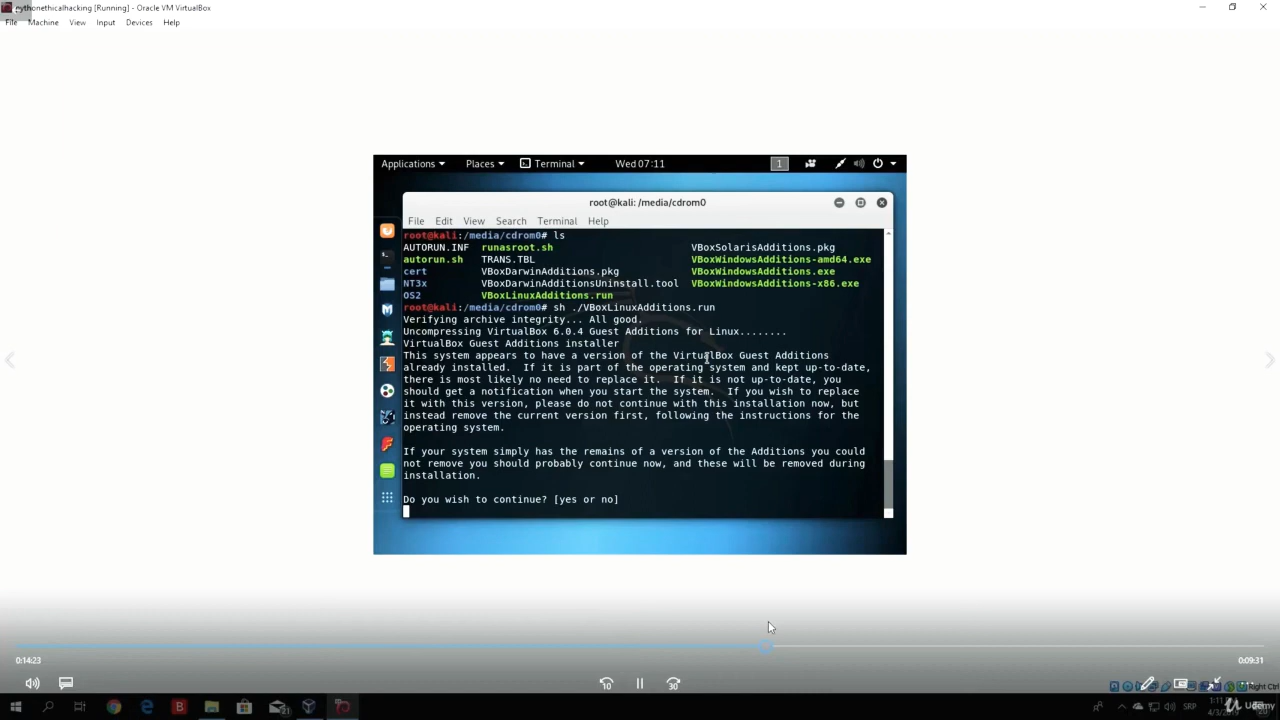 pythonethicalhacking [Running] - Oracle VM VirtualBox
File Machine View Input Devices Help
Applications Places Terminal Wed 07:11 1
root@kali: /media/cdrom0
File Edit View Search Terminal Help
root@kali:/media/cdrom0# ls
AUTORUN.INF runasroot.sh VBoxSolarisAdditions.pkg
autorun.sh TRANS.TBL VBoxWindowsAdditions-amd64.exe
cert VBoxDarwinAdditions.pkg VBoxWindowsAdditions.exe
NT3x VBoxDarwinAdditionsUninstall.tool VBoxWindowsAdditions-x86.exe
OS2 VBoxLinuxAdditions.run
root@kali:/media/cdrom0# sh ./VBoxLinuxAdditions.run
Verifying archive integrity... All good.
Uncompressing VirtualBox 6.0.4 Guest Additions for Linux........
VirtualBox Guest Additions installer
This system appears to have a version of the VirtualBox Guest Additions
already installed.  If it is part of the operating system and kept up-to-date,
there is most likely no need to replace it.  If it is not up-to-date, you
should get a notification when you start the system.  If you wish to replace
it with this version, please do not continue with this installation now, but
instead remove the current version first, following the instructions for the
operating system.
If your system simply has the remains of a version of the Additions you could
not remove you should probably continue now, and these will be removed during
installation.
Do you wish to continue? [yes or no]
0:14:23 0:09:31
10 30
Right Ctrl
SRP
Udemy